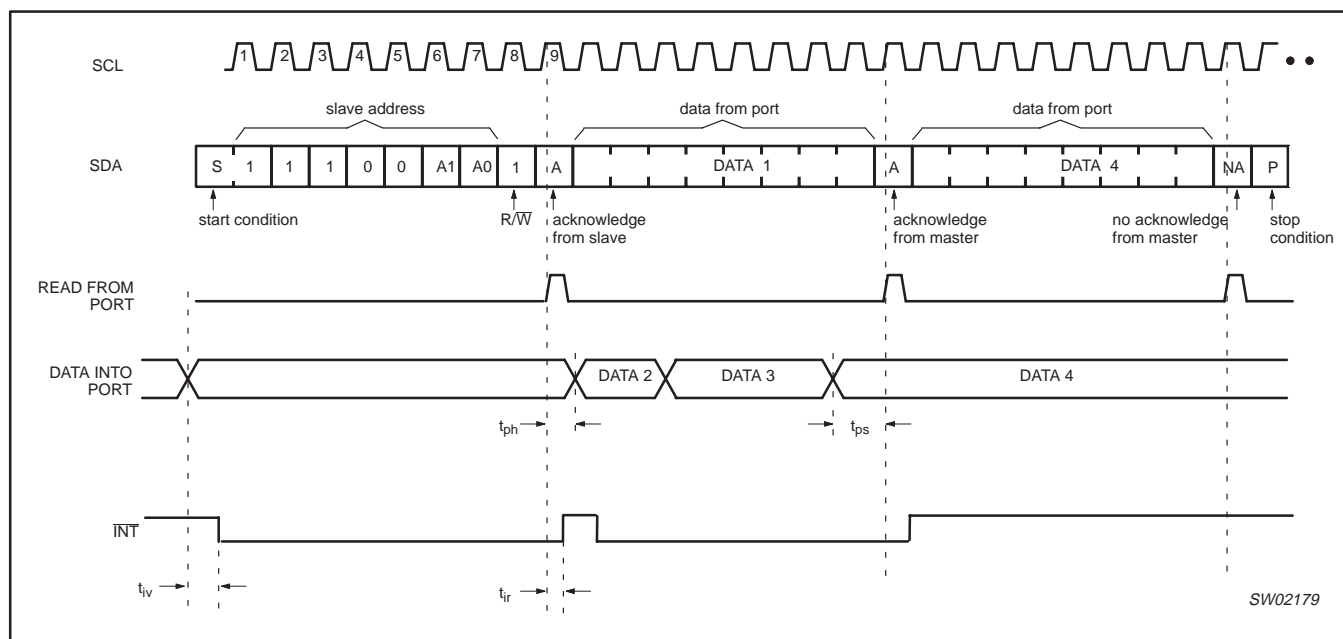 SCL
1 2 3 4 5 6 7 8 9
slave address
data from port
data from port
SDA
S 1 1 1 0 0 A1 A0 1 A DATA 1 A DATA 4 NA P
start condition
R/W̅
acknowledge
from slave
acknowledge
from master
no acknowledge
from master
stop
condition
READ FROM
PORT
DATA INTO
PORT
DATA 2
DATA 3
DATA 4
tph
tps
I̅N̅T̅
tiv
tir
SW02179